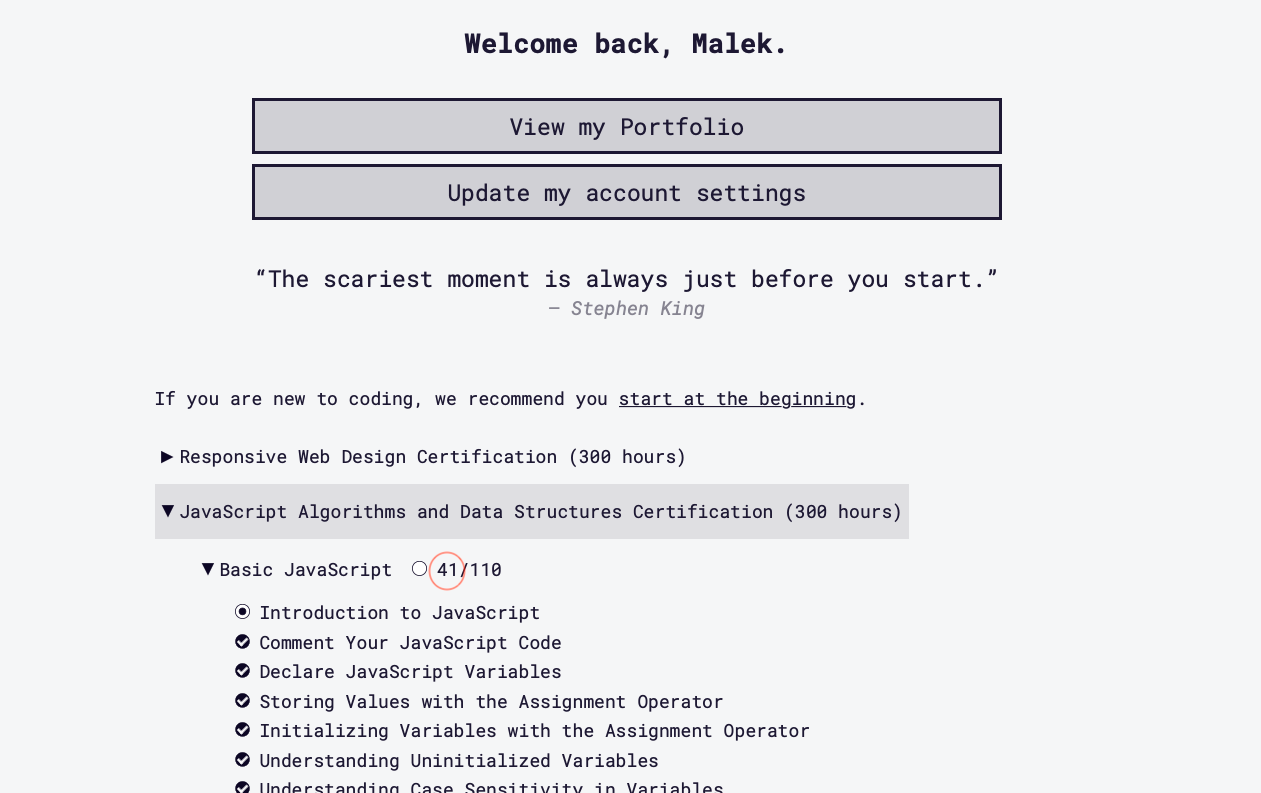 Welcome back, Malek.
View my Portfolio
Update my account settings
“The scariest moment is always just before you start.”
— Stephen King
If you are new to coding, we recommend you start at the beginning.
Responsive Web Design Certification (300 hours)
JavaScript Algorithms and Data Structures Certification (300 hours)
Basic JavaScript 41/110
Introduction to JavaScript
Comment Your JavaScript Code
Declare JavaScript Variables
Storing Values with the Assignment Operator
Initializing Variables with the Assignment Operator
Understanding Uninitialized Variables
Understanding Case Sensitivity in Variables